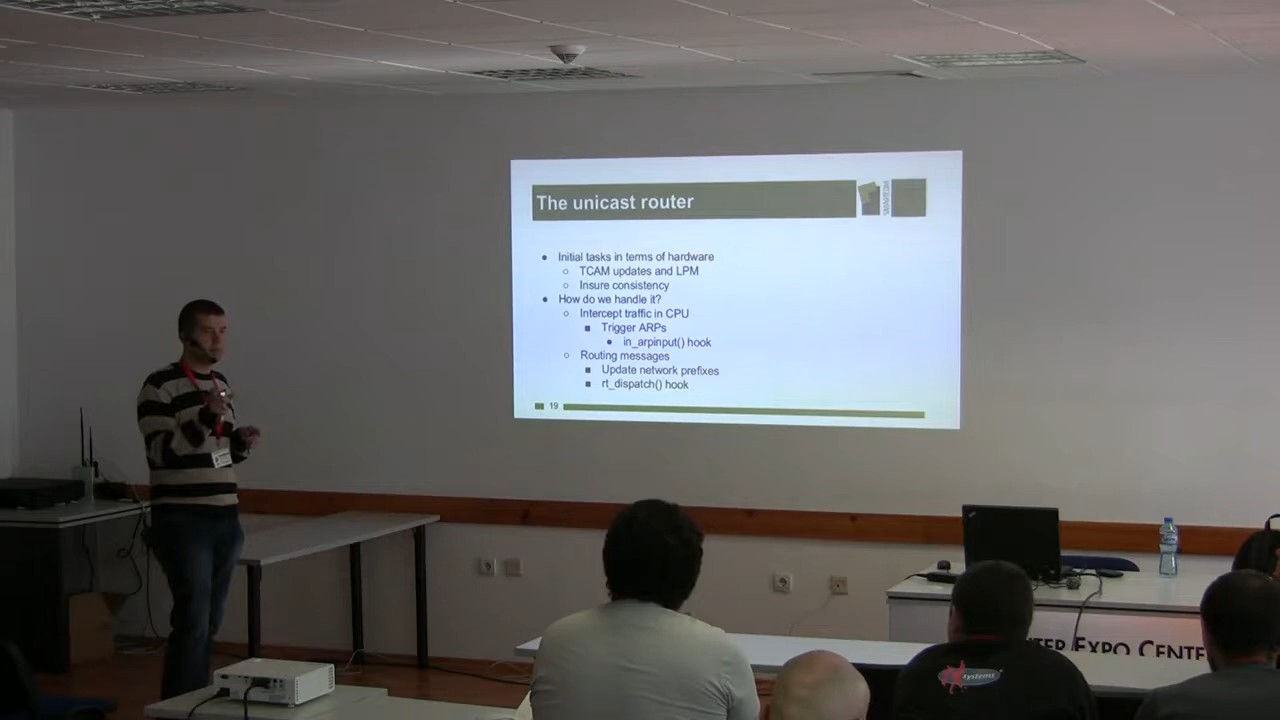 The unicast router
SMARTCOM
● Initial tasks in terms of hardware
○ TCAM updates and LPM
○ Insure consistency
● How do we handle it?
○ Intercept traffic in CPU
■ Trigger ARPs
● in_arpinput() hook
○ Routing messages
■ Update network prefixes
■ rt_dispatch() hook
19
TER EXPO CENTE
systems